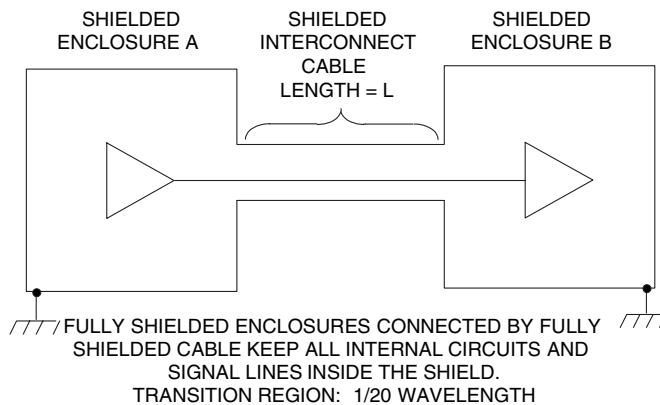 SHIELDED
ENCLOSURE A
SHIELDED
INTERCONNECT
CABLE
LENGTH = L
SHIELDED
ENCLOSURE B
FULLY SHIELDED ENCLOSURES CONNECTED BY FULLY
SHIELDED CABLE KEEP ALL INTERNAL CIRCUITS AND
SIGNAL LINES INSIDE THE SHIELD.
TRANSITION REGION: 1/20 WAVELENGTH